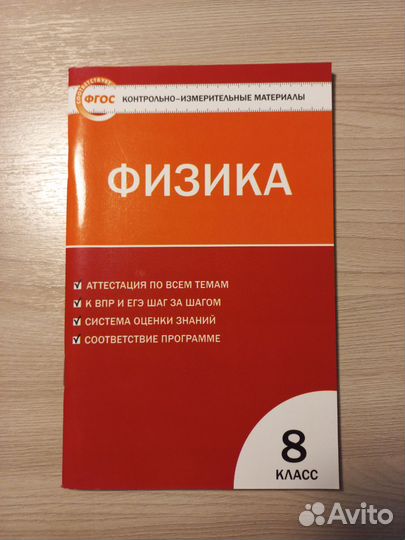 СООТВЕТСТВУЕТ
ФГОС
КОНТРОЛЬНО-ИЗМЕРИТЕЛЬНЫЕ МАТЕРИАЛЫ
ФИЗИКА
АТТЕСТАЦИЯ ПО ВСЕМ ТЕМАМ
К ВПР И ЕГЭ ШАГ ЗА ШАГОМ
СИСТЕМА ОЦЕНКИ ЗНАНИЙ
СООТВЕТСТВИЕ ПРОГРАММЕ
8
КЛАСС
Avito